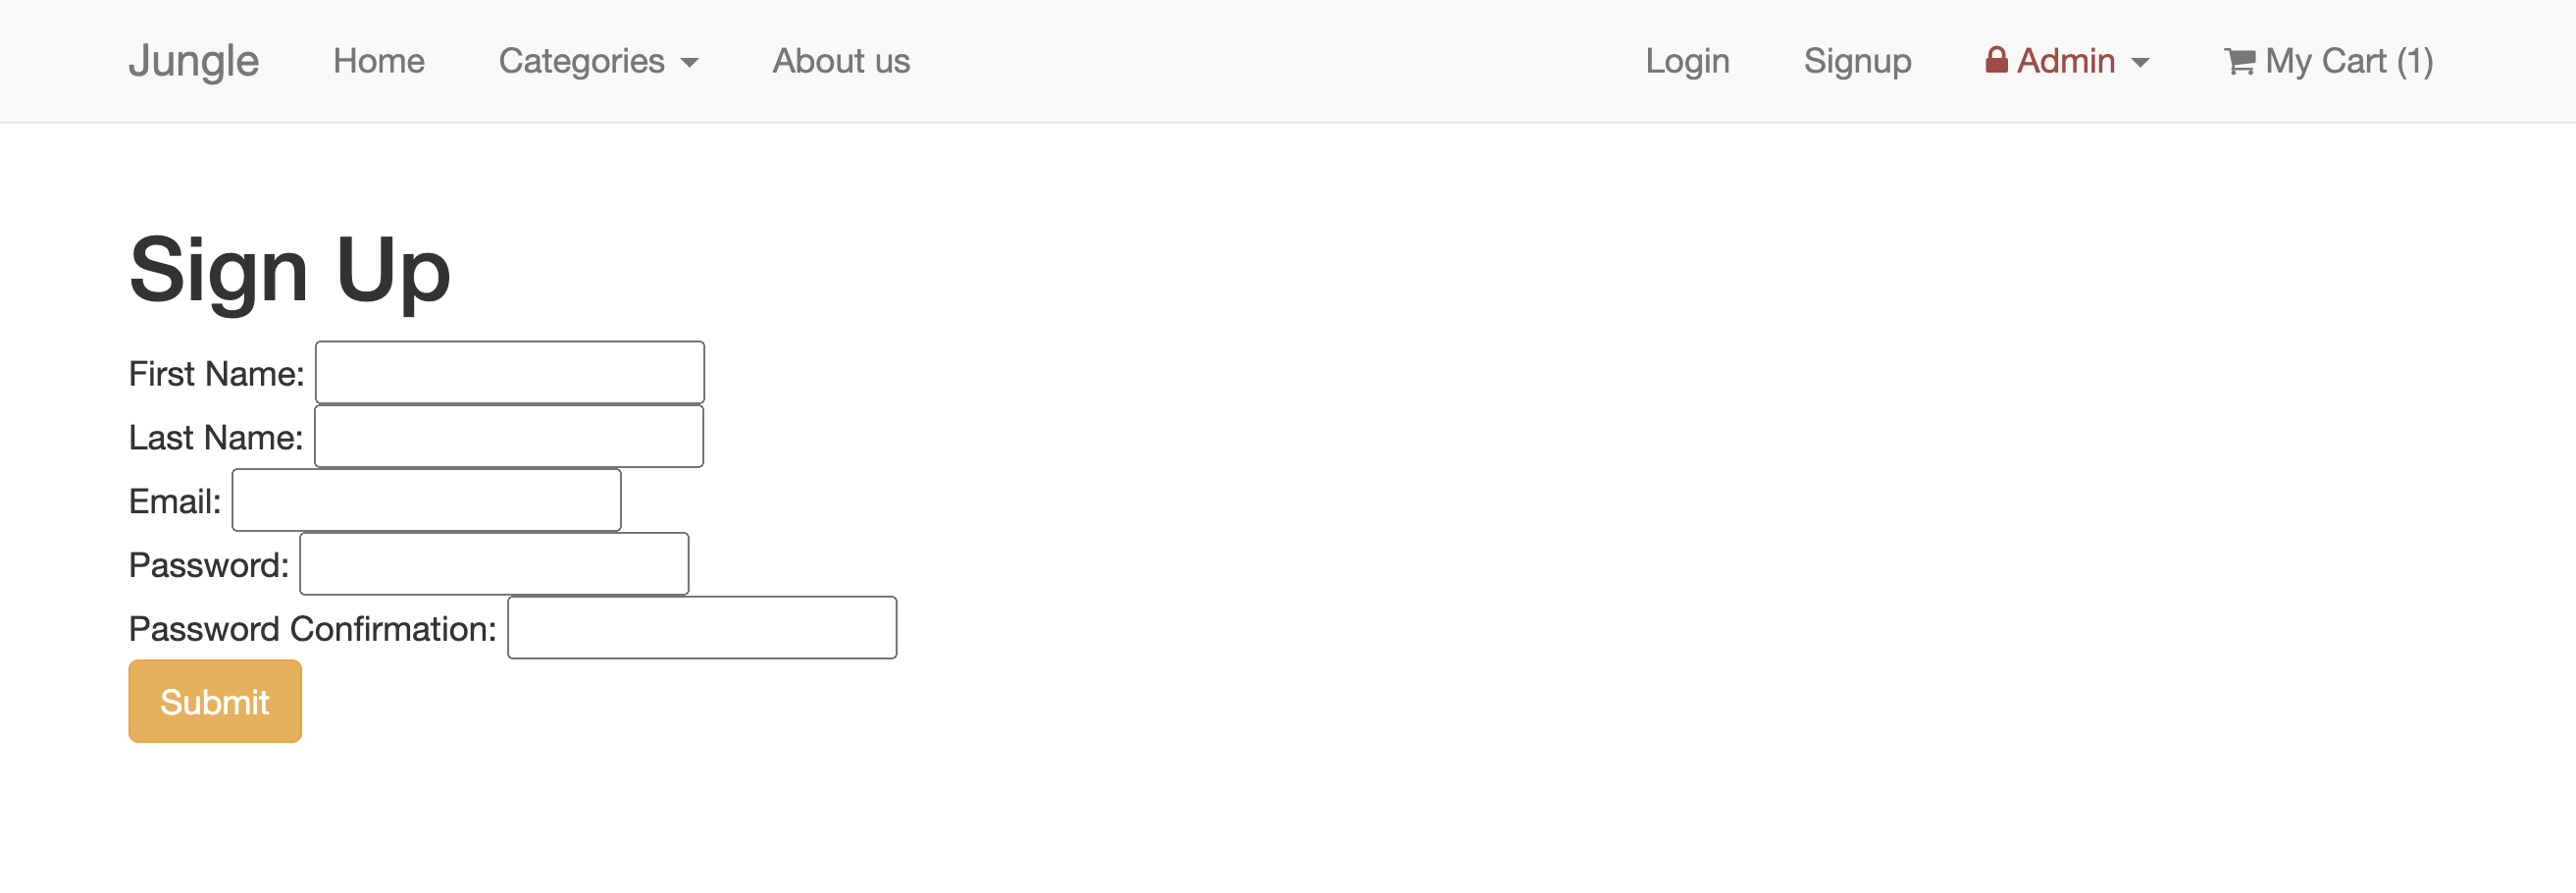 Jungle Home Categories About us Login Signup Admin My Cart (1)
Sign Up
First Name:
Last Name:
Email:
Password:
Password Confirmation:
Submit